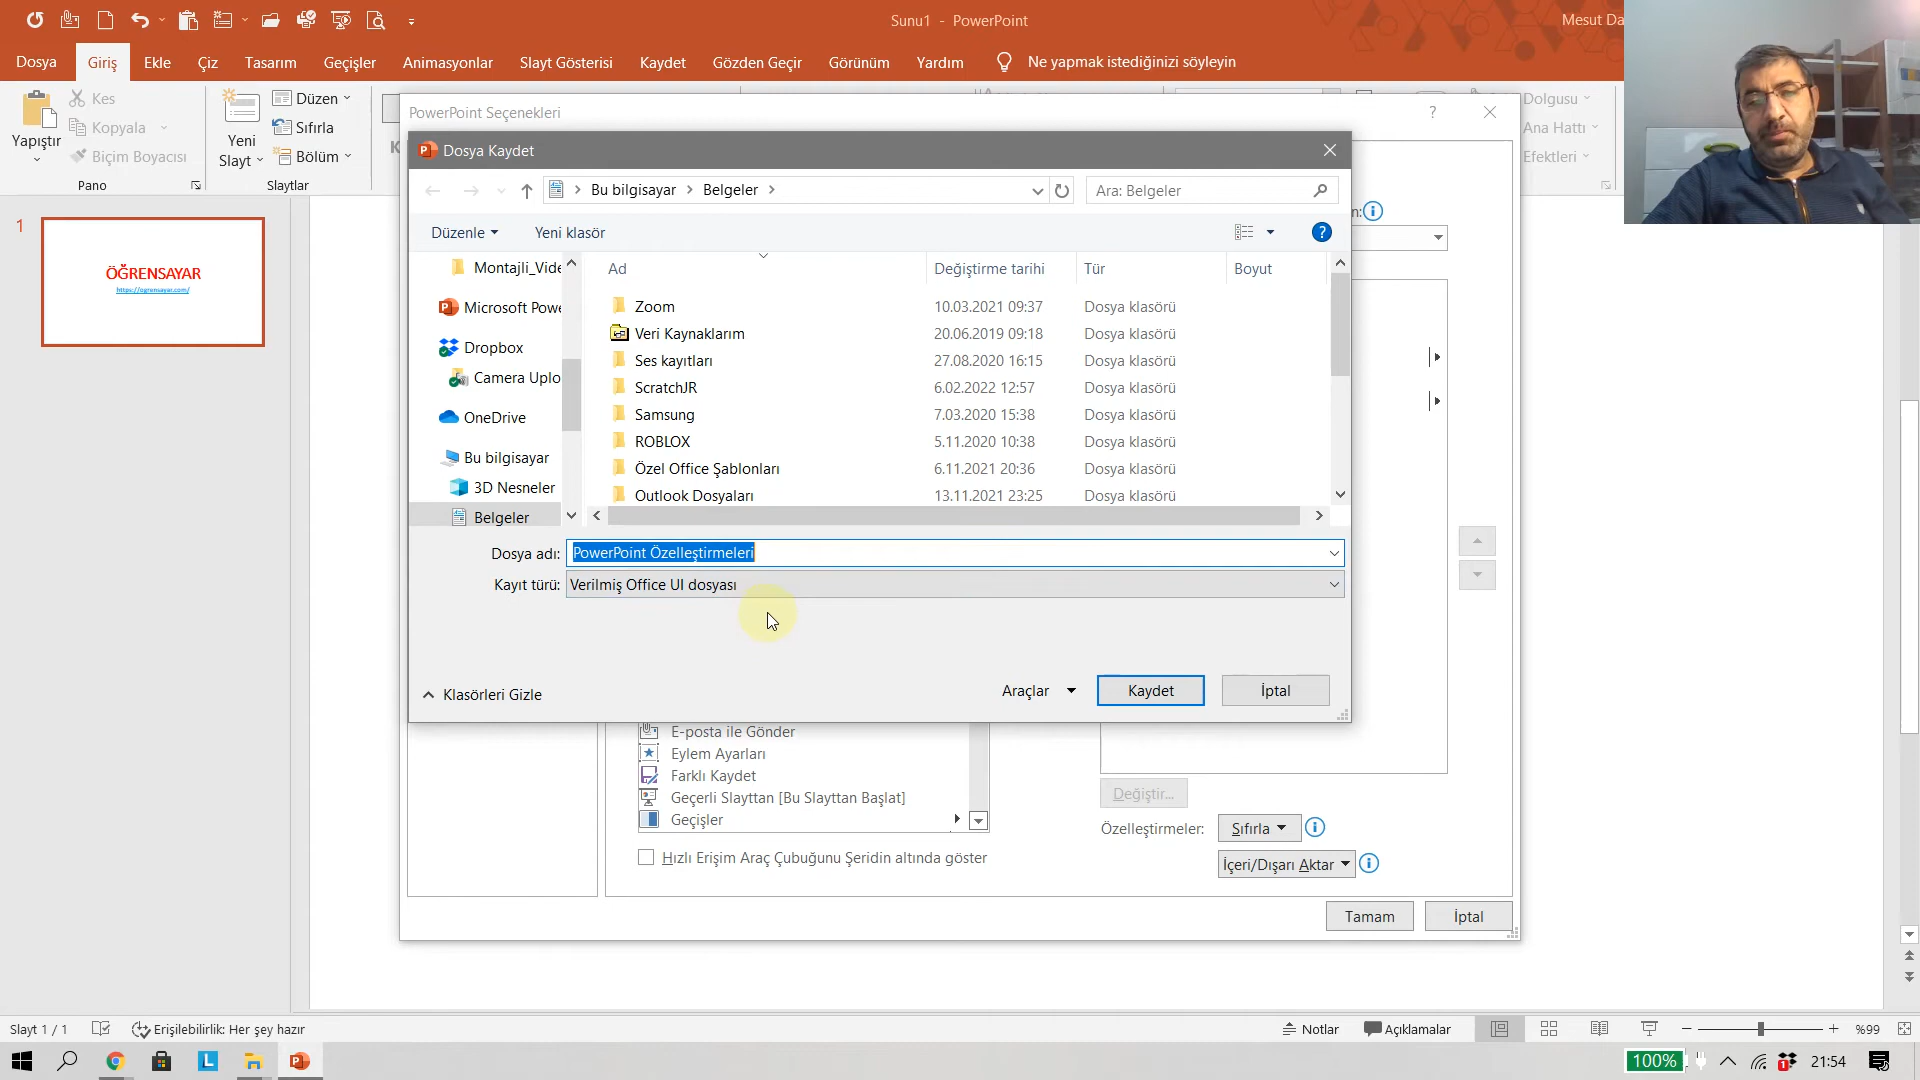 Sunu1 - PowerPoint
Mesut Da
Dosya Giriş Ekle Çiz Tasarım Geçişler Animasyonlar Slayt Gösterisi Kaydet Gözden Geçir Görünüm Yardım Ne yapmak istediğinizi söyleyin
Yapıştır
Kes
Kopyala
Biçim Boyacısı
Pano
Yeni
Slayt
Düzen
Sıfırla
Bölüm
Slaytlar
K
Dolgusu
Ana Hattı
Efektleri
1
ÖĞRENSAYAR
https://ogrensayar.com/
PowerPoint Seçenekleri
?
Dosya Kaydet
Bu bilgisayar > Belgeler >
Ara: Belgeler
Düzenle
Yeni klasör
?
Montajli_Vide
Microsoft Powe
Dropbox
Camera Uplo
OneDrive
Bu bilgisayar
3D Nesneler
Belgeler
Ad Değiştirme tarihi Tür Boyut
Zoom 10.03.2021 09:37 Dosya klasörü
Veri Kaynaklarım 20.06.2019 09:18 Dosya klasörü
Ses kayıtları 27.08.2020 16:15 Dosya klasörü
ScratchJR 6.02.2022 12:57 Dosya klasörü
Samsung 7.03.2020 15:38 Dosya klasörü
ROBLOX 5.11.2020 10:38 Dosya klasörü
Özel Office Şablonları 6.11.2021 20:36 Dosya klasörü
Outlook Dosyaları 13.11.2021 23:25 Dosya klasörü
Dosya adı: PowerPoint Özelleştirmeleri
Kayıt türü: Verilmiş Office UI dosyası
Klasörleri Gizle
Araçlar
Kaydet
İptal
n:
E-posta ile Gönder
Eylem Ayarları
Farklı Kaydet
Geçerli Slayttan [Bu Slayttan Başlat]
Geçişler
Hızlı Erişim Araç Çubuğunu Şeridin altında göster
Değiştir...
Özelleştirmeler: Sıfırla
İçeri/Dışarı Aktar
Tamam
İptal
Slayt 1 / 1
Erişilebilirlik: Her şey hazır
Notlar
Açıklamalar
%99
100%
1
21:54